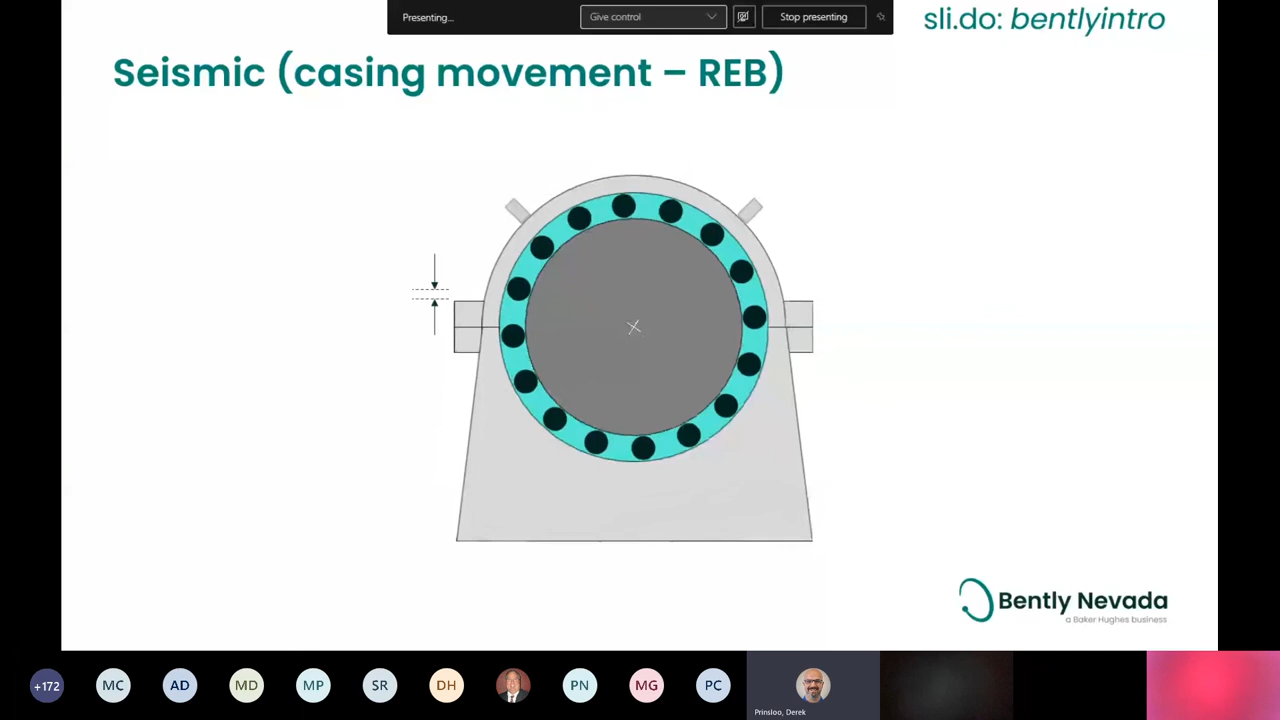 Presenting...
Give control
Stop presenting
sli.do: bentlyintro
Seismic (casing movement – REB)
Bently Nevada
a Baker Hughes business
+172
MC
AD
MD
MP
SR
DH
PN
MG
PC
Prinsloo, Derek